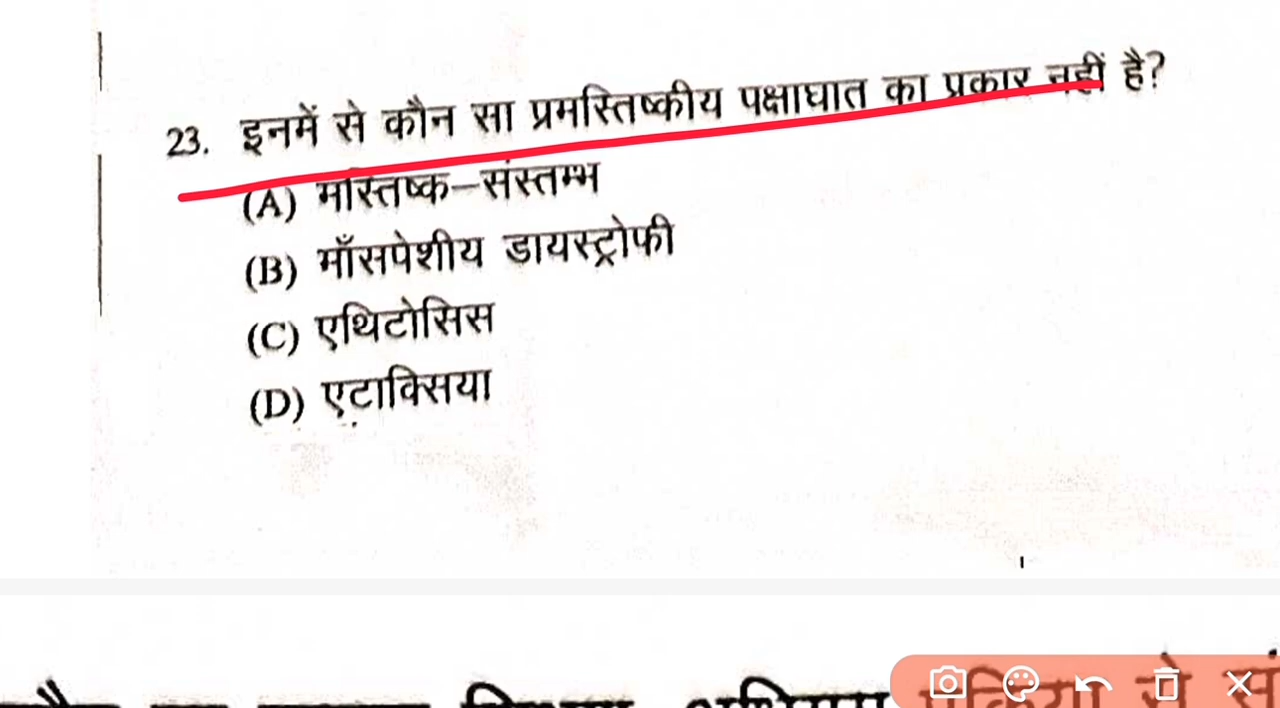 23. इनमें से कौन सा प्रमस्तिष्कीय पक्षाघात का प्रकार नहीं है?
(A) मस्तिष्क–संस्तम्भ
(B) माँसपेशीय डायस्ट्रोफी
(C) एथिटोसिस
(D) एटाक्सिया